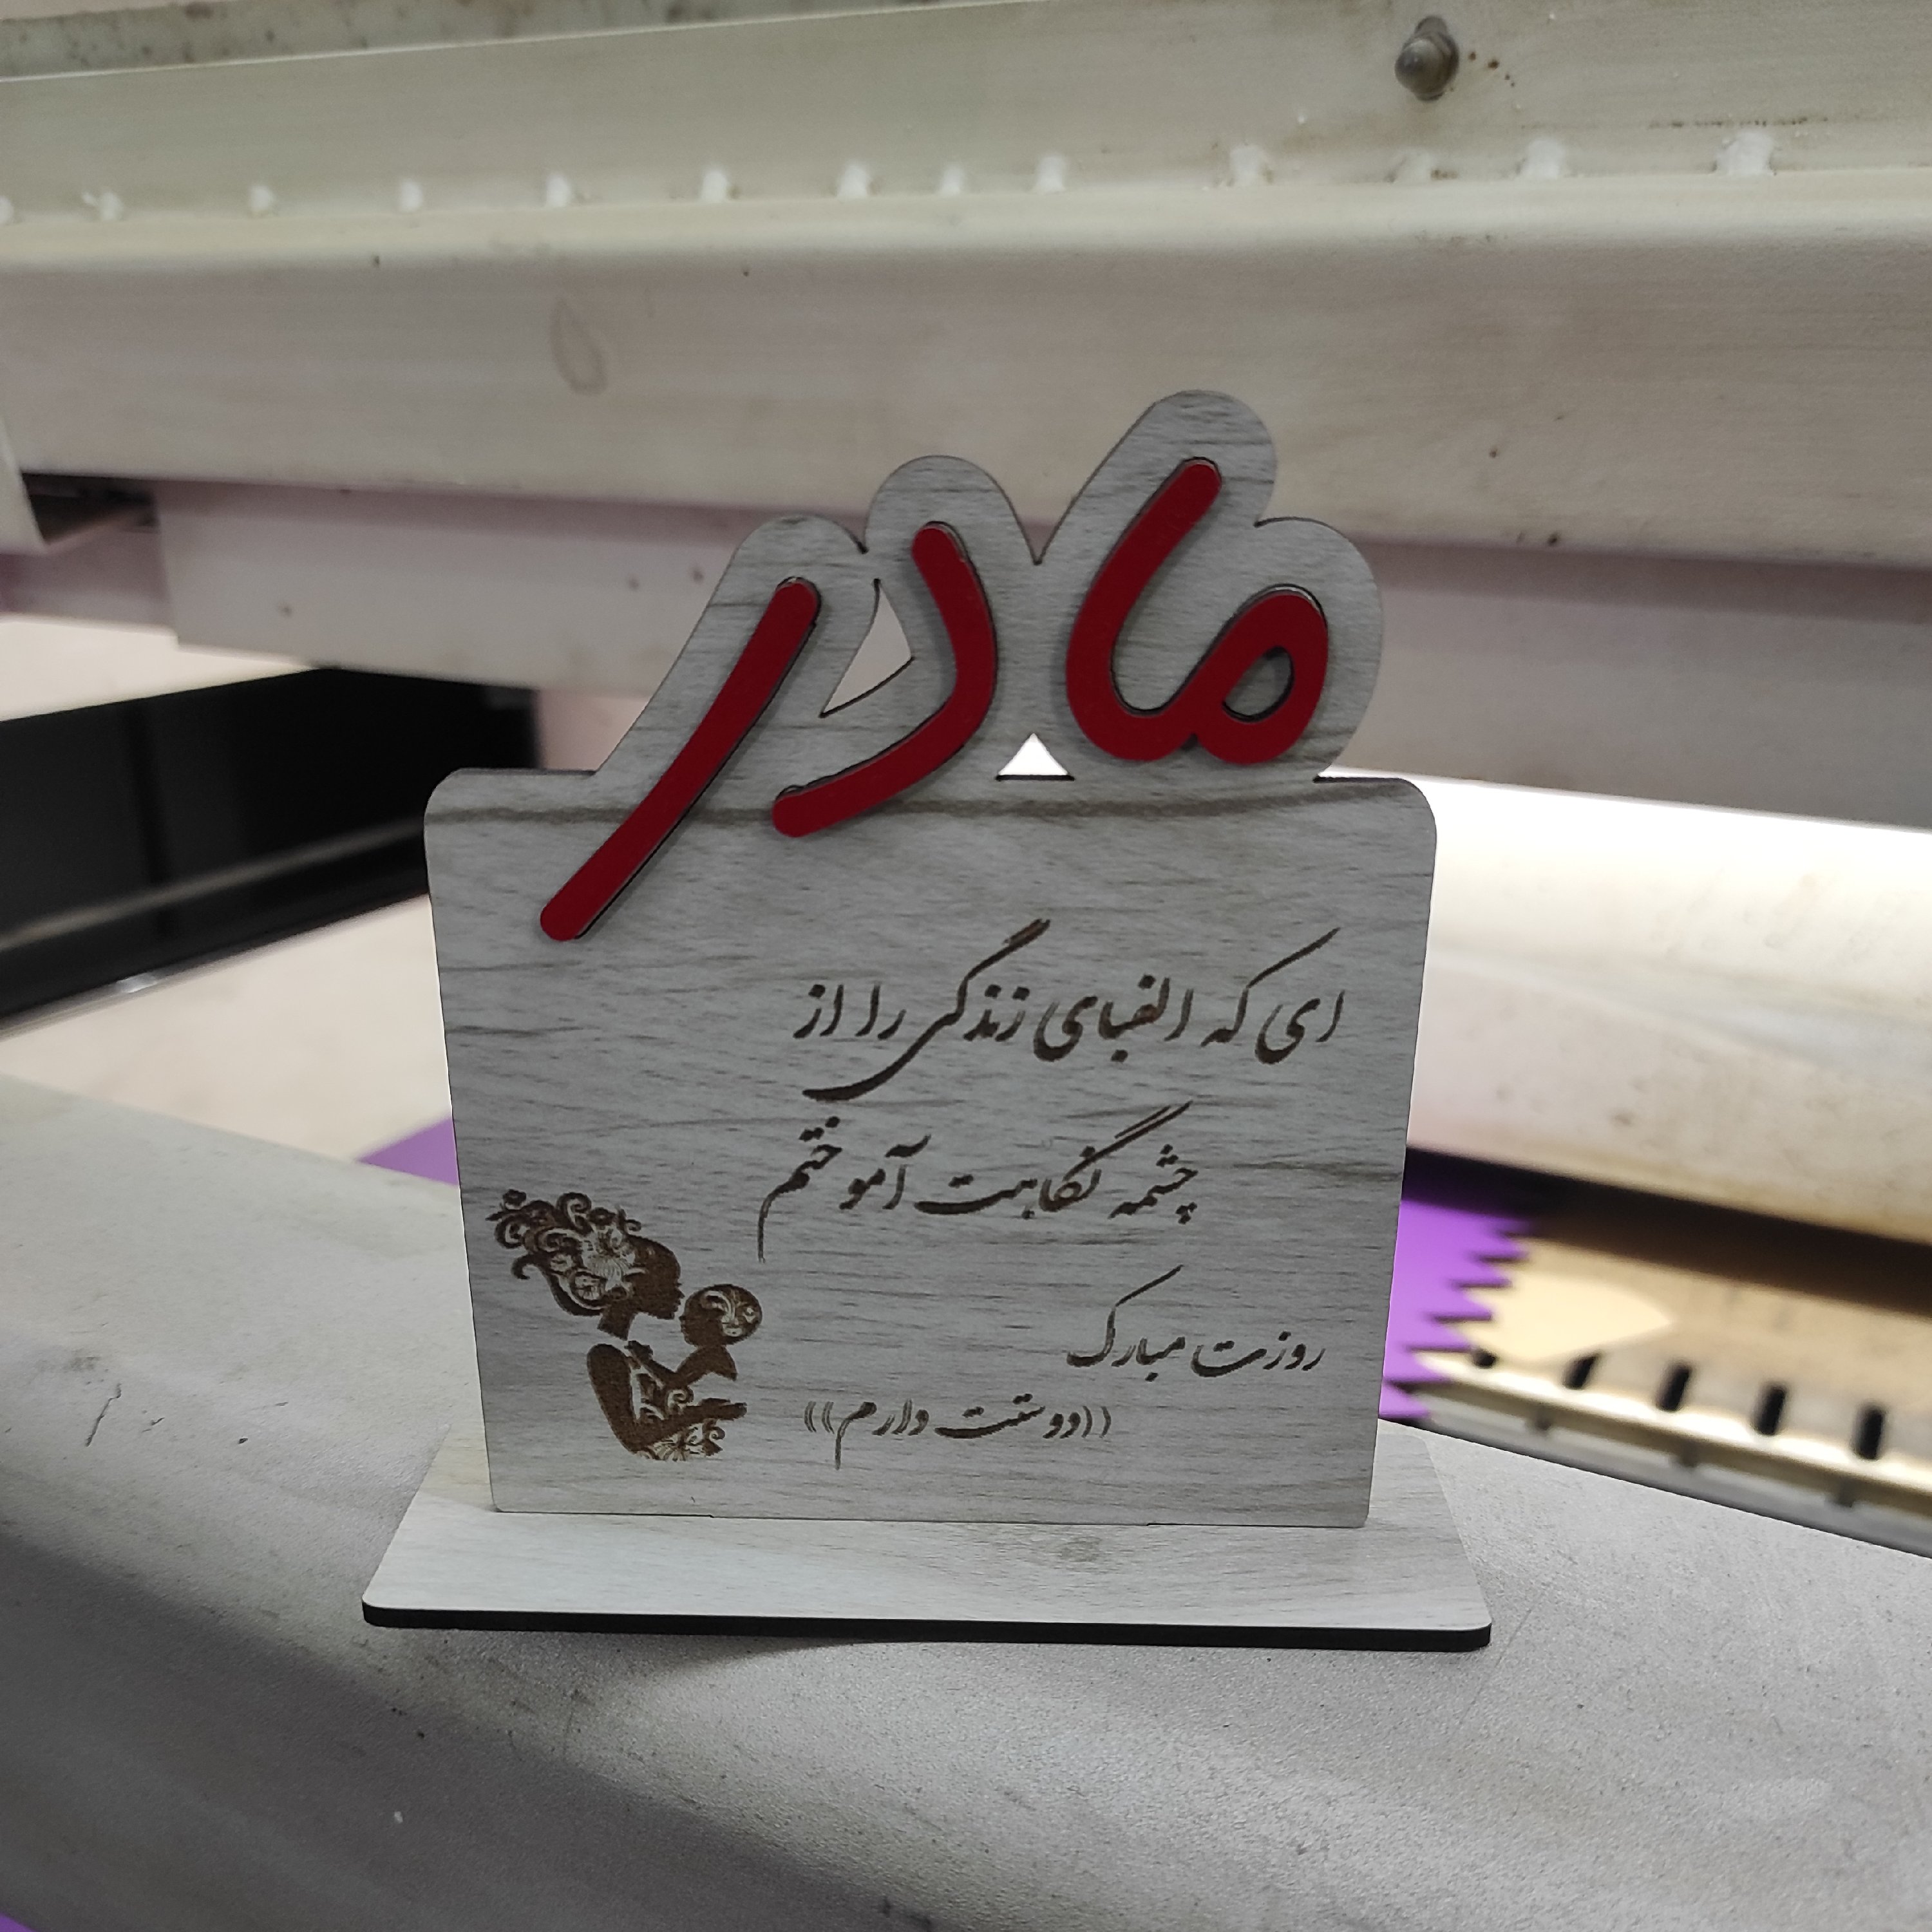 مادر
ای که الفبای زندگی را از
چشمه نگاهت آموختم
روزت مبارک
((دوستت دارم))